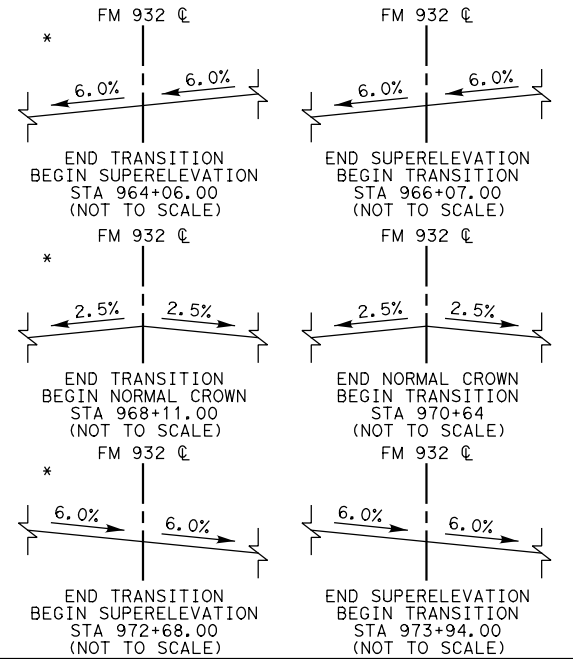 FM 932 ℄
*
6.0%
6.0%
END TRANSITION
BEGIN SUPERELEVATION
STA 964+06.00
(NOT TO SCALE)
FM 932 ℄
6.0%
6.0%
END SUPERELEVATION
BEGIN TRANSITION
STA 966+07.00
(NOT TO SCALE)
FM 932 ℄
*
2.5%
2.5%
END TRANSITION
BEGIN NORMAL CROWN
STA 968+11.00
(NOT TO SCALE)
FM 932 ℄
2.5%
2.5%
END NORMAL CROWN
BEGIN TRANSITION
STA 970+64
(NOT TO SCALE)
FM 932 ℄
*
6.0%
6.0%
END TRANSITION
BEGIN SUPERELEVATION
STA 972+68.00
(NOT TO SCALE)
FM 932 ℄
6.0%
6.0%
END SUPERELEVATION
BEGIN TRANSITION
STA 973+94.00
(NOT TO SCALE)